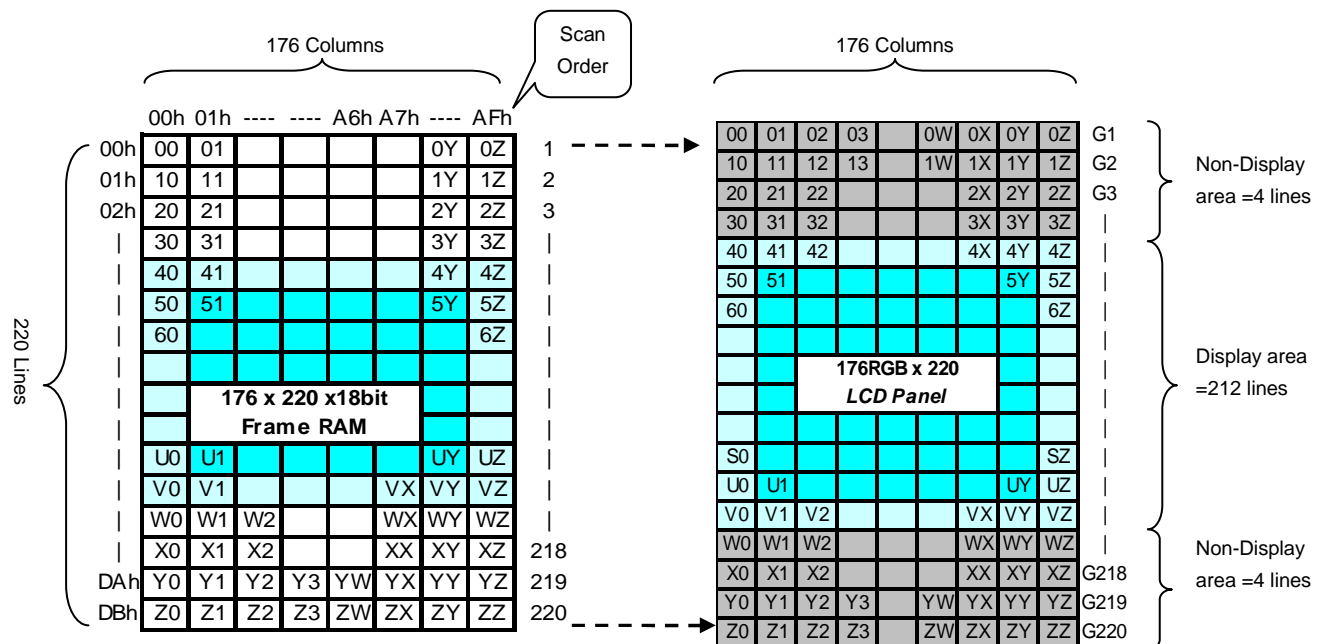 176 Columns
Scan
Order
176 Columns
00h 01h ---- ---- A6h A7h ---- AFh
00h 00 01 0Y 0Z 1
01h 10 11 1Y 1Z 2
02h 20 21 2Y 2Z 3
30 31 3Y 3Z
40 41 4Y 4Z
50 51 5Y 5Z
60 6Z
176 x 220 x18bit
Frame RAM
U0 U1 UY UZ
V0 V1 VX VY VZ
W0 W1 W2 WX WY WZ
X0 X1 X2 XX XY XZ 218
DAh Y0 Y1 Y2 Y3 YW YX YY YZ 219
DBh Z0 Z1 Z2 Z3 ZW ZX ZY ZZ 220
220 Lines
00 01 02 03 0W 0X 0Y 0Z G1
10 11 12 13 1W 1X 1Y 1Z G2
20 21 22 2X 2Y 2Z G3
30 31 32 3X 3Y 3Z
40 41 42 4X 4Y 4Z
50 51 5Y 5Z
60 6Z
176RGB x 220
LCD Panel
S0 SZ
U0 U1 UY UZ
V0 V1 V2 VX VY VZ
W0 W1 W2 WX WY WZ
X0 X1 X2 XX XY XZ G218
Y0 Y1 Y2 Y3 YW YX YY YZ G219
Z0 Z1 Z2 Z3 ZW ZX ZY ZZ G220
Non-Display
area =4 lines
Display area
=212 lines
Non-Display
area =4 lines